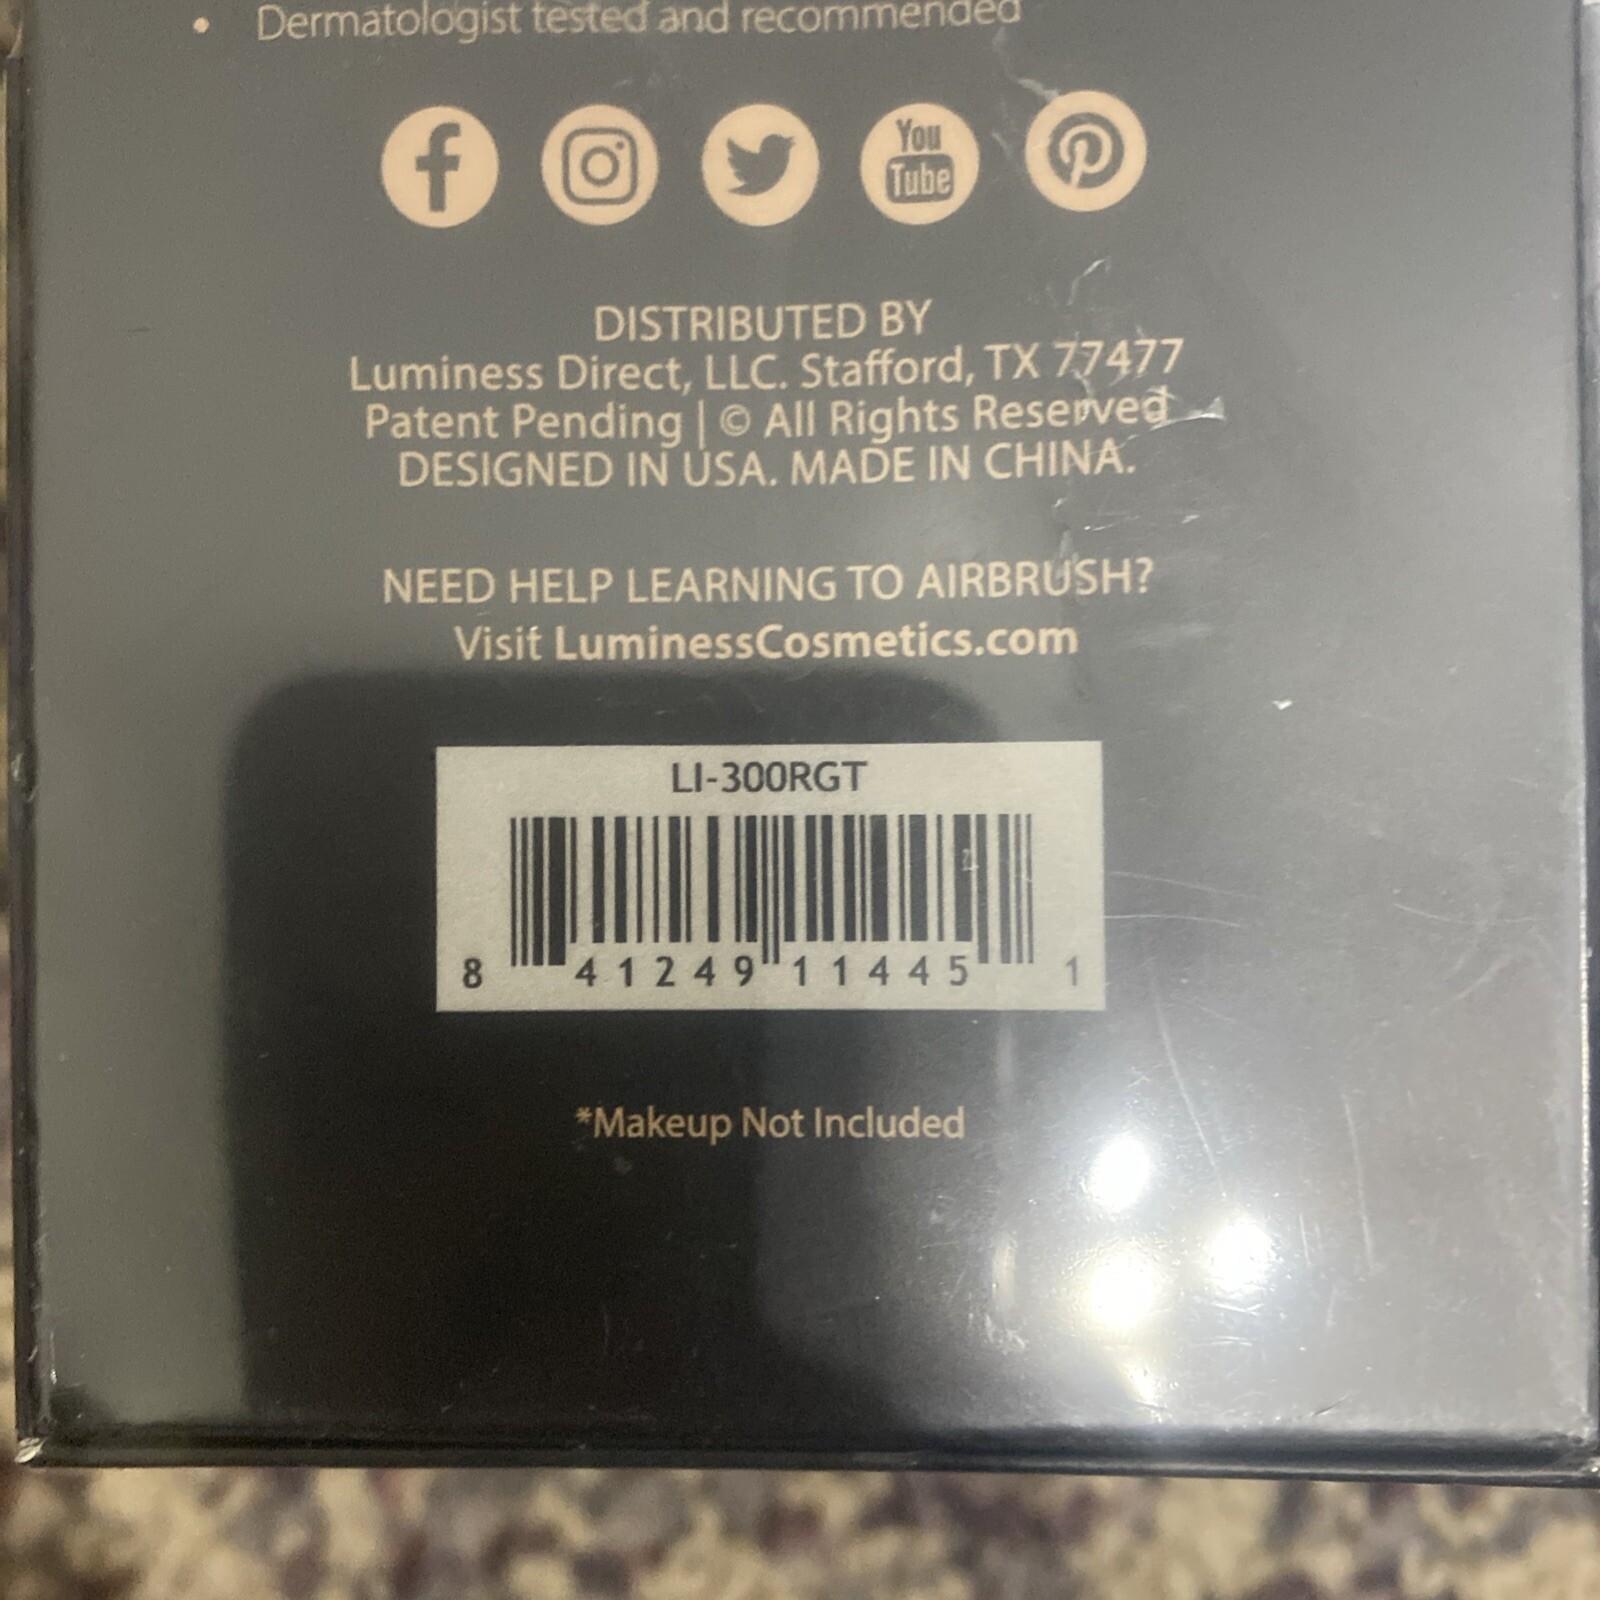 • Dermatologist tested and recommended
You
Tube
DISTRIBUTED BY
Luminess Direct, LLC. Stafford, TX 77477
Patent Pending | © All Rights Reserved
DESIGNED IN USA. MADE IN CHINA.
NEED HELP LEARNING TO AIRBRUSH?
Visit LuminessCosmetics.com
LI-300RGT
8 41249 11445 1
*Makeup Not Included